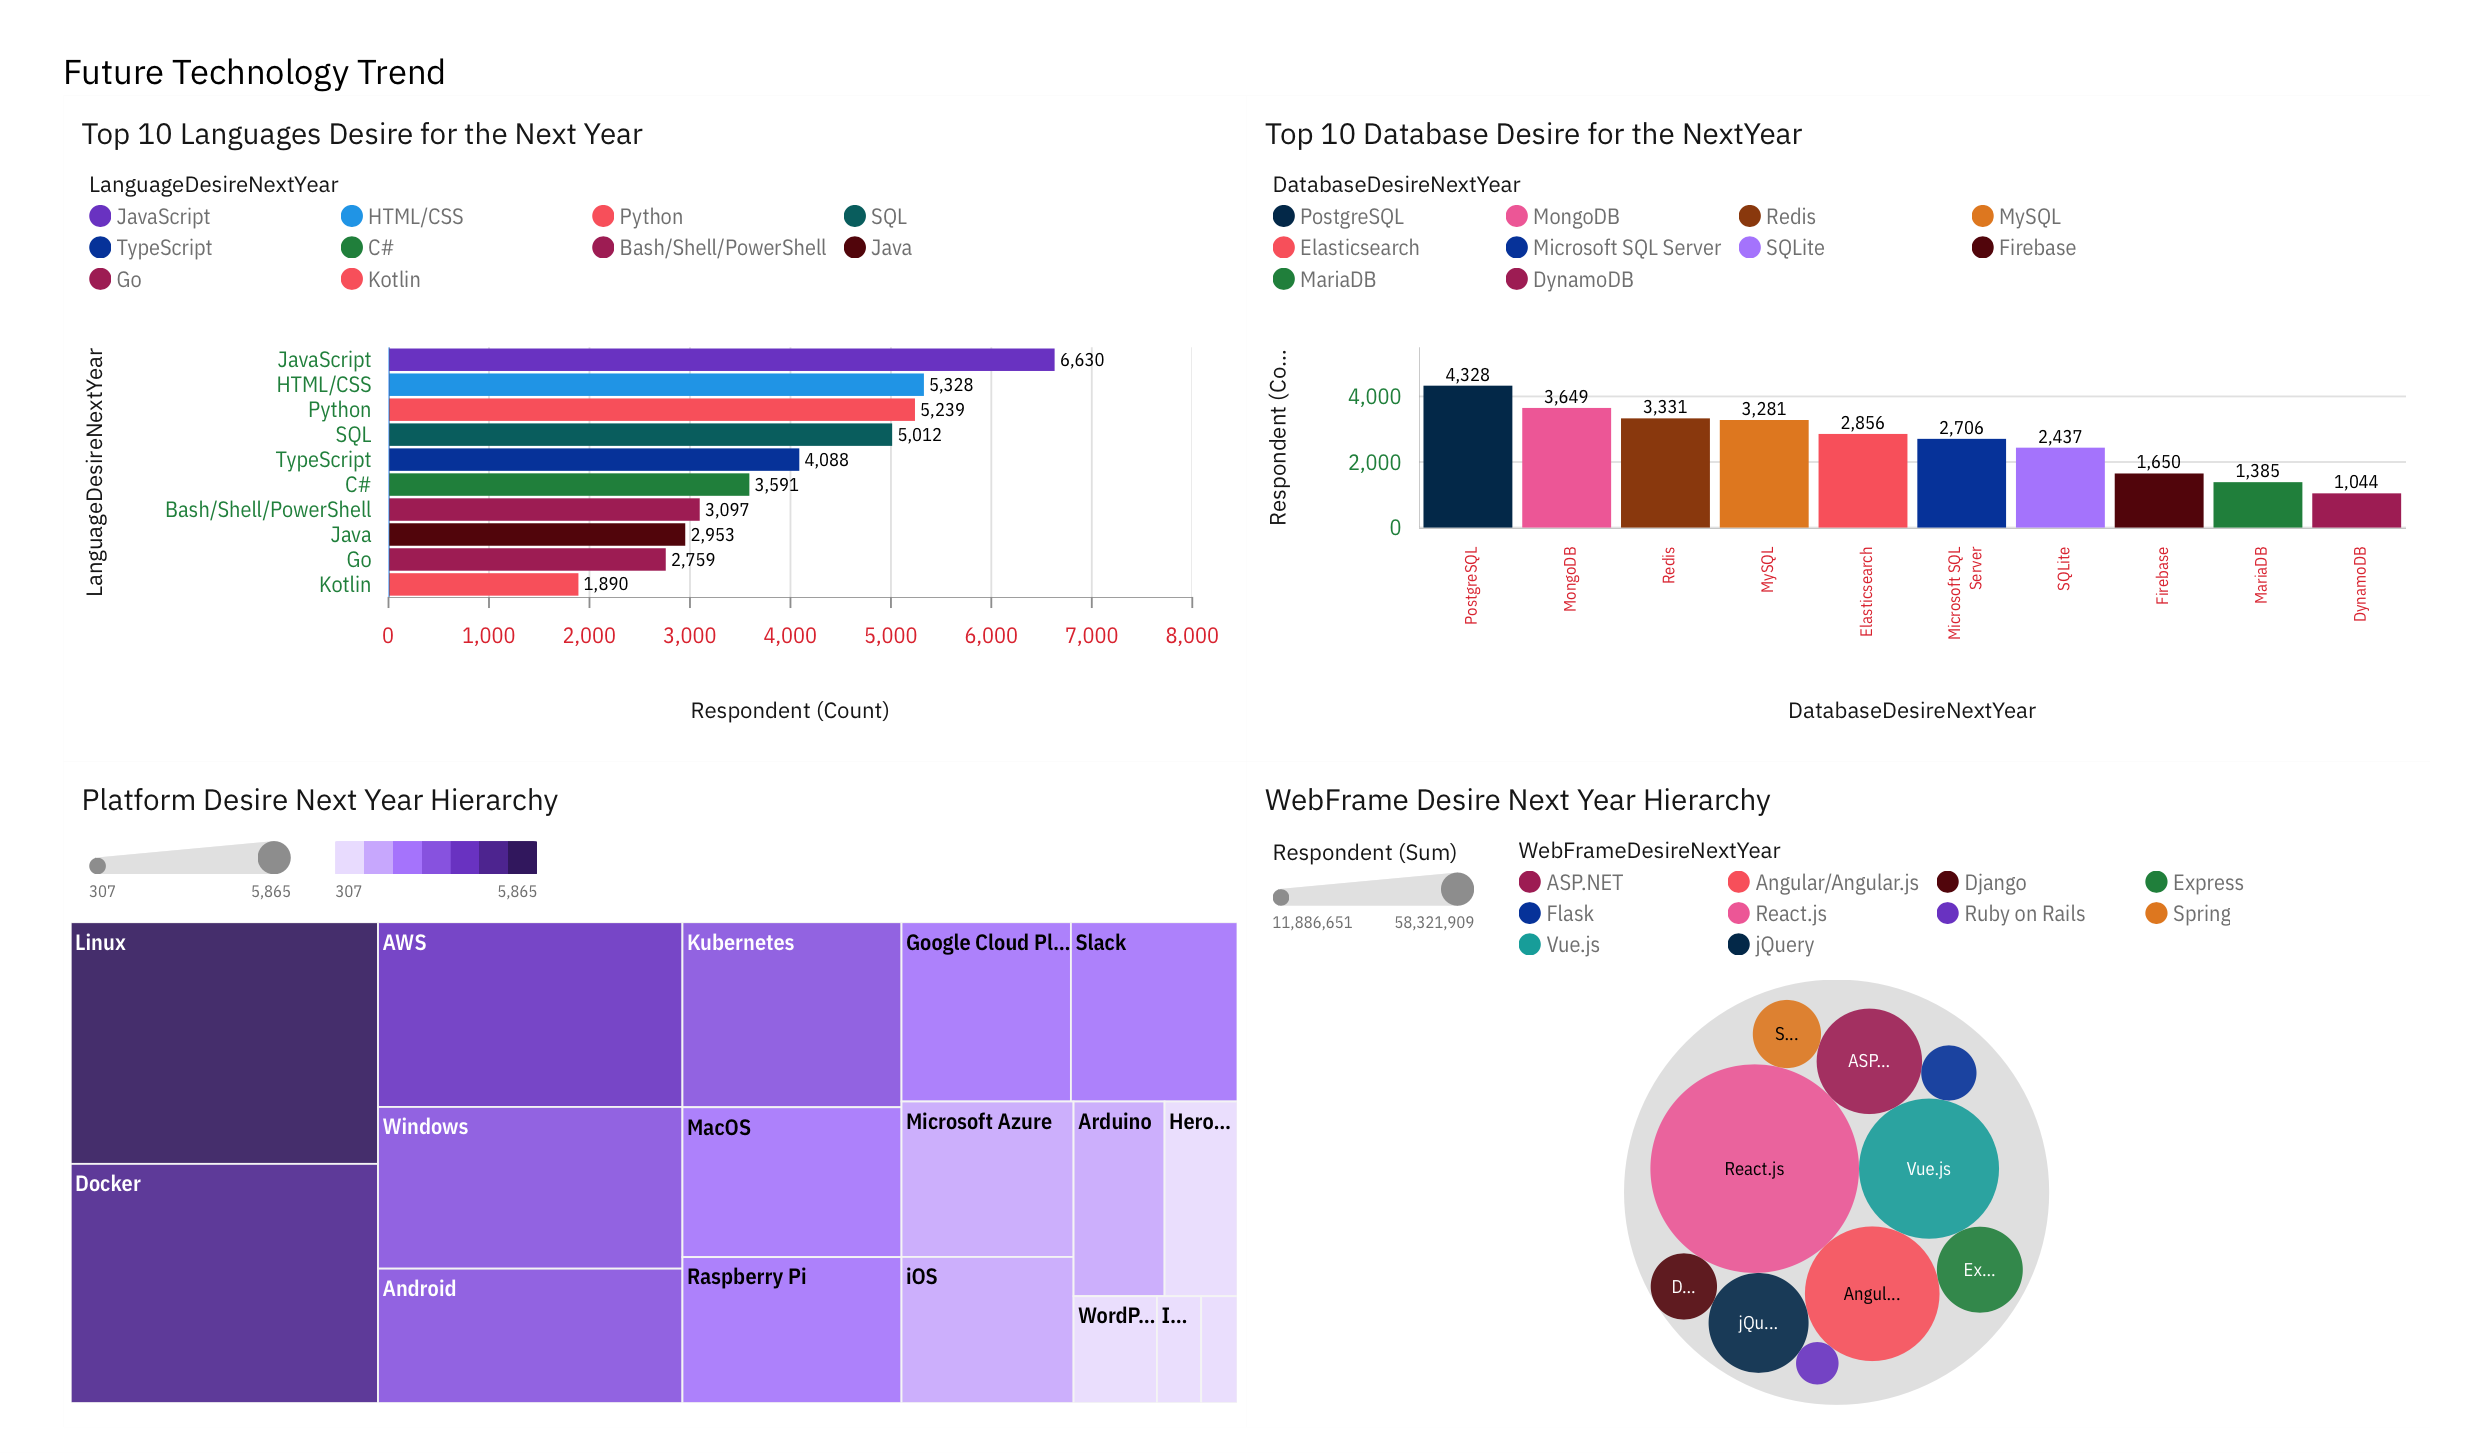 Future Technology Trend
Top 10 Languages Desire for the Next Year
LanguageDesireNextYear
JavaScript HTML/CSS Python SQL
TypeScript C# Bash/Shell/PowerShell Java
Go Kotlin
LanguageDesireNextYear
JavaScript 6,630
HTML/CSS 5,328
Python 5,239
SQL 5,012
TypeScript 4,088
C# 3,591
Bash/Shell/PowerShell 3,097
Java 2,953
Go 2,759
Kotlin 1,890
0 1,000 2,000 3,000 4,000 5,000 6,000 7,000 8,000
Respondent (Count)
Top 10 Database Desire for the NextYear
DatabaseDesireNextYear
PostgreSQL MongoDB Redis MySQL
Elasticsearch Microsoft SQL Server SQLite Firebase
MariaDB DynamoDB
Respondent (Co...
4,000
2,000
0
4,328 3,649 3,331 3,281 2,856 2,706 2,437 1,650 1,385 1,044
PostgreSQL
MongoDB
Redis
MySQL
Elasticsearch
Microsoft SQL
Server
SQLite
Firebase
MariaDB
DynamoDB
DatabaseDesireNextYear
Platform Desire Next Year Hierarchy
307 5,865 307 5,865
Linux AWS Kubernetes Google Cloud Pl... Slack
Microsoft Azure Arduino Hero...
Windows MacOS
Docker
Android Raspberry Pi iOS
WordP... I...
WebFrame Desire Next Year Hierarchy
Respondent (Sum)
11,886,651 58,321,909
WebFrameDesireNextYear
ASP.NET Angular/Angular.js Django Express
Flask React.js Ruby on Rails Spring
Vue.js jQuery
S...
ASP...
React.js Vue.js
Ex...
D... Angul...
jQu...